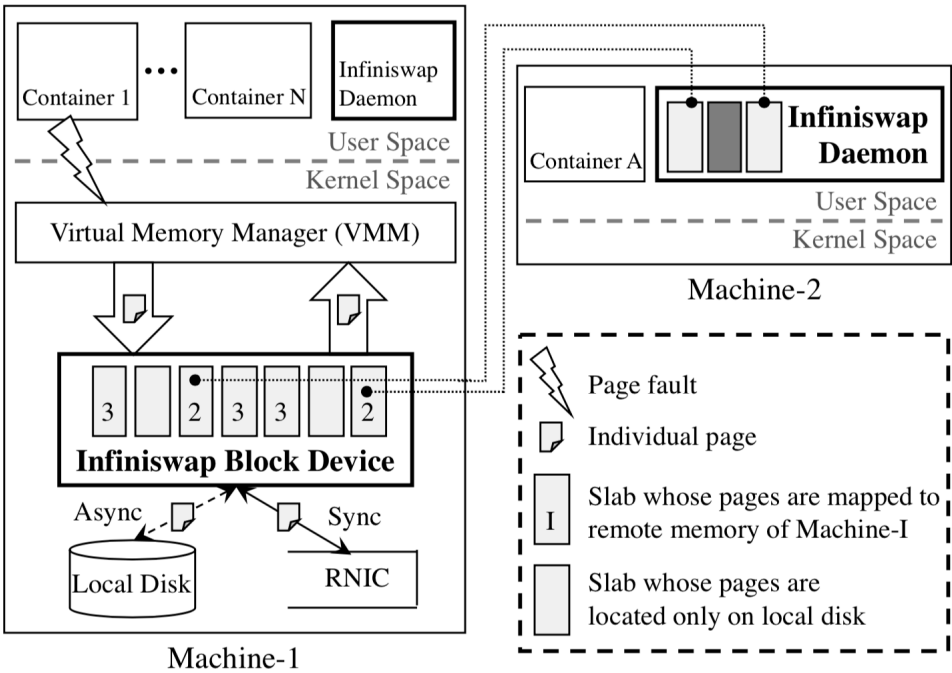 Container 1
•••
Container N
Infiniswap
Daemon
User Space
Kernel Space
Virtual Memory Manager (VMM)
3
2
3
3
2
Infiniswap Block Device
Async
Sync
Local Disk
RNIC
Machine-1
Container A
Infiniswap
Daemon
User Space
Kernel Space
Machine-2
Page fault
Individual page
I
Slab whose pages are mapped to
remote memory of Machine-I
Slab whose pages are
located only on local disk